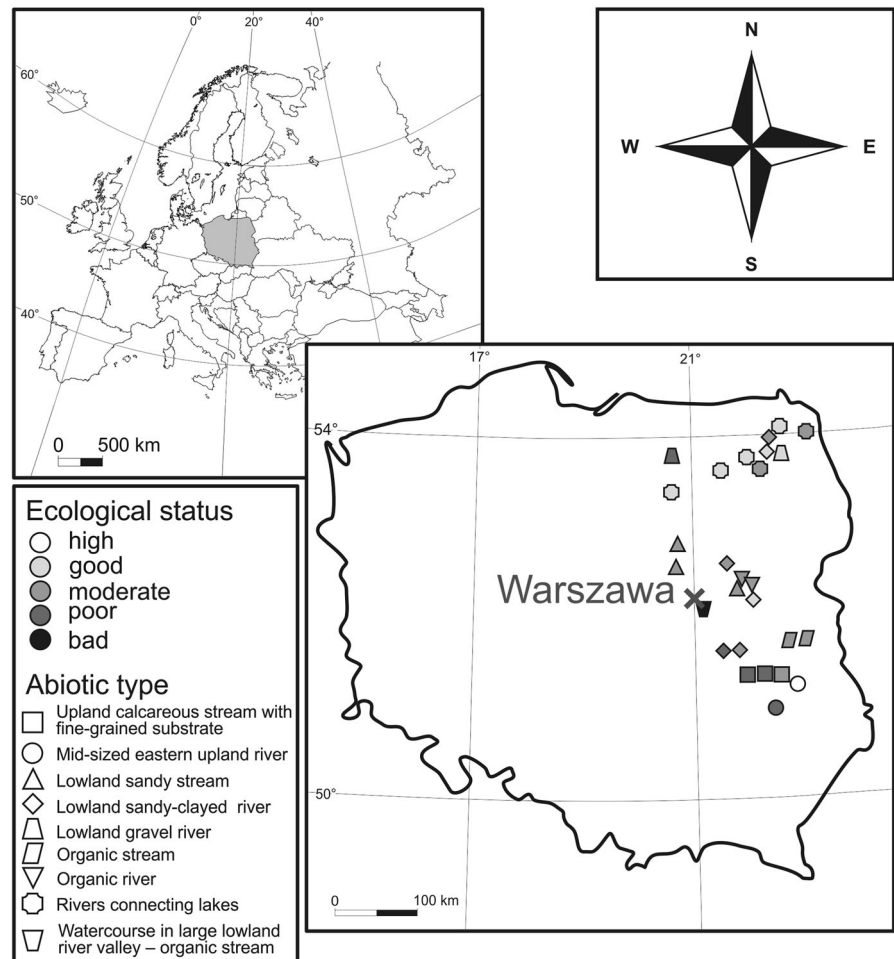 0° 20° 40°
60°
50°
40°
0 500 km
N
W E
S
17° 21°
54°
Warszawa
50°
0 100 km
Ecological status
high
good
moderate
poor
bad
Abiotic type
Upland calcareous stream with
fine-grained substrate
Mid-sized eastern upland river
Lowland sandy stream
Lowland sandy-clayed river
Lowland gravel river
Organic stream
Organic river
Rivers connecting lakes
Watercourse in large lowland
river valley – organic stream